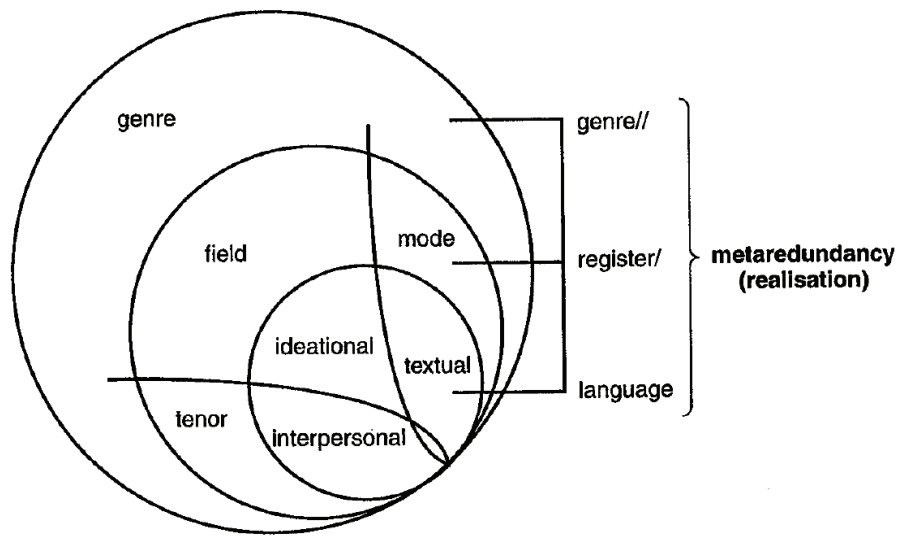 genre
genre//
field
mode
register/
metaredundancy
(realisation)
ideational
textual
language
tenor
interpersonal